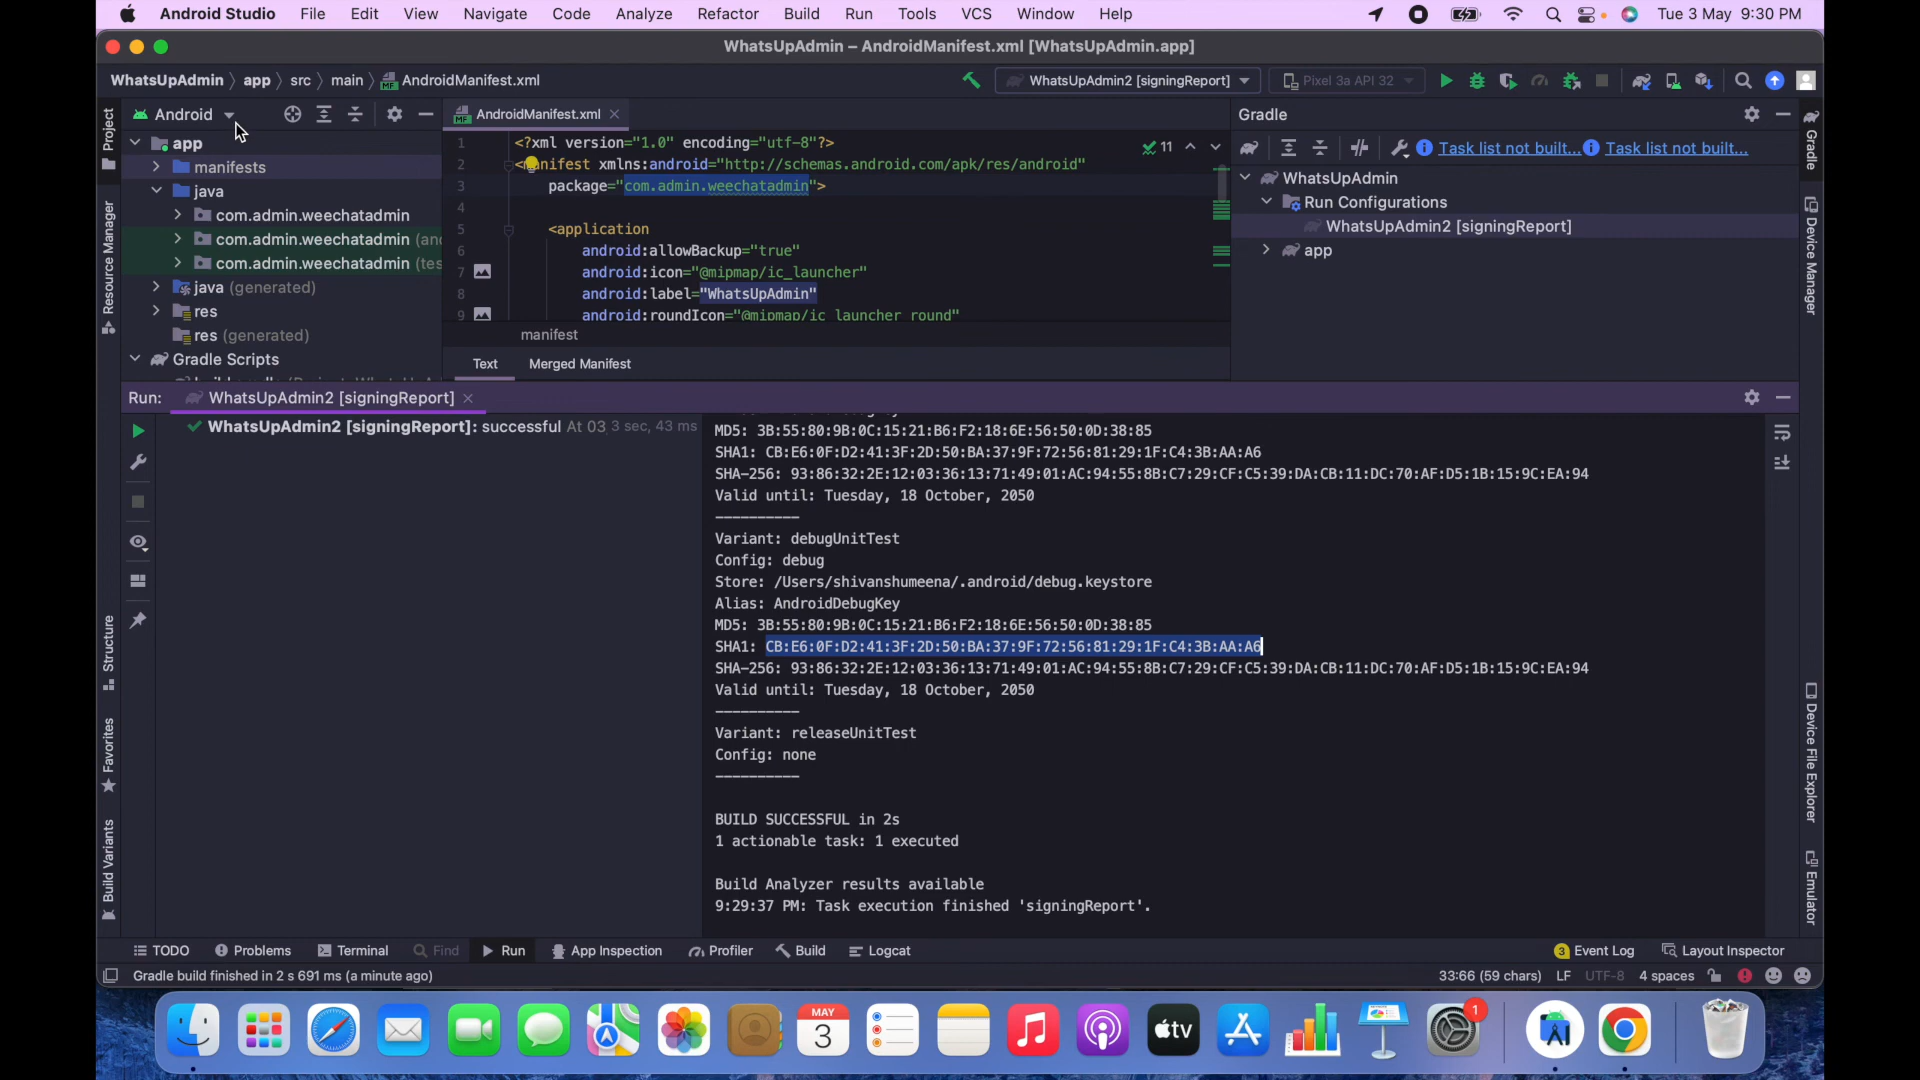 Android Studio File Edit View Navigate Code Analyze Refactor Build Run Tools VCS Window Help Tue 3 May 9:30 PM
WhatsUpAdmin – AndroidManifest.xml [WhatsUpAdmin.app]
WhatsUpAdmin app src main AndroidManifest.xml WhatsUpAdmin2 [signingReport] Pixel 3a API 32
Project
Resource Manager
Structure
Favorites
Build Variants
Android
app
manifests
java
com.admin.weechatadmin
com.admin.weechatadmin (and
com.admin.weechatadmin (tes
java (generated)
res
res (generated)
Gradle Scripts
AndroidManifest.xml
1 <?xml version="1.0" encoding="utf-8"?>
2 <manifest xmlns:android="http://schemas.android.com/apk/res/android"
3 package="com.admin.weechatadmin">
4
5 <application
6 android:allowBackup="true"
7 android:icon="@mipmap/ic_launcher"
8 android:label="WhatsUpAdmin"
9 android:roundIcon="@mipmap/ic_launcher_round"
11
manifest
Text Merged Manifest
Gradle
Task list not built... Task list not built...
WhatsUpAdmin
Run Configurations
WhatsUpAdmin2 [signingReport]
app
Gradle
Device Manager
Device File Explorer
Emulator
Run: WhatsUpAdmin2 [signingReport]
WhatsUpAdmin2 [signingReport]: successful At 03 3 sec, 43 ms
MD5: 3B:55:80:9B:0C:15:21:B6:F2:18:6E:56:50:0D:38:85
SHA1: CB:E6:0F:D2:41:3F:2D:50:BA:37:9F:72:56:81:29:1F:C4:3B:AA:A6
SHA-256: 93:86:32:2E:12:03:36:13:71:49:01:AC:94:55:8B:C7:29:CF:C5:39:DA:CB:11:DC:70:AF:D5:1B:15:9C:EA:94
Valid until: Tuesday, 18 October, 2050
----------
Variant: debugUnitTest
Config: debug
Store: /Users/shivanshumeena/.android/debug.keystore
Alias: AndroidDebugKey
MD5: 3B:55:80:9B:0C:15:21:B6:F2:18:6E:56:50:0D:38:85
SHA1: CB:E6:0F:D2:41:3F:2D:50:BA:37:9F:72:56:81:29:1F:C4:3B:AA:A6
SHA-256: 93:86:32:2E:12:03:36:13:71:49:01:AC:94:55:8B:C7:29:CF:C5:39:DA:CB:11:DC:70:AF:D5:1B:15:9C:EA:94
Valid until: Tuesday, 18 October, 2050
----------
Variant: releaseUnitTest
Config: none
----------
BUILD SUCCESSFUL in 2s
1 actionable task: 1 executed
Build Analyzer results available
9:29:37 PM: Task execution finished 'signingReport'.
TODO Problems Terminal Find Run App Inspection Profiler Build Logcat 3 Event Log Layout Inspector
Gradle build finished in 2 s 691 ms (a minute ago) 33:66 (59 chars) LF UTF-8 4 spaces
MAY
3
tv
1